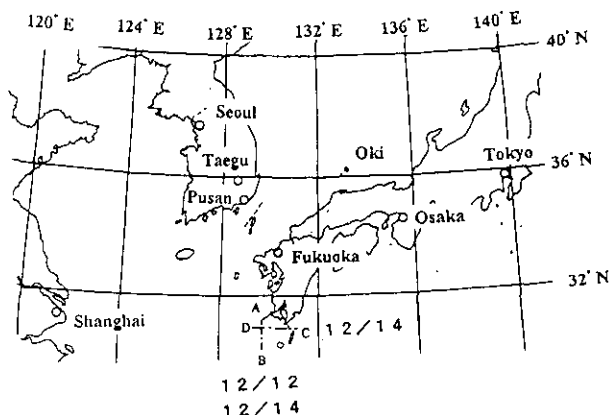 120° E 124° E 128° E 132° E 136° E 140° E
40° N
Seoul
Taegu
Oki
Tokyo
36° N
Pusan
Osaka
Fukuoka
32° N
A
Shanghai
D C 12/14
B
12/12
12/14